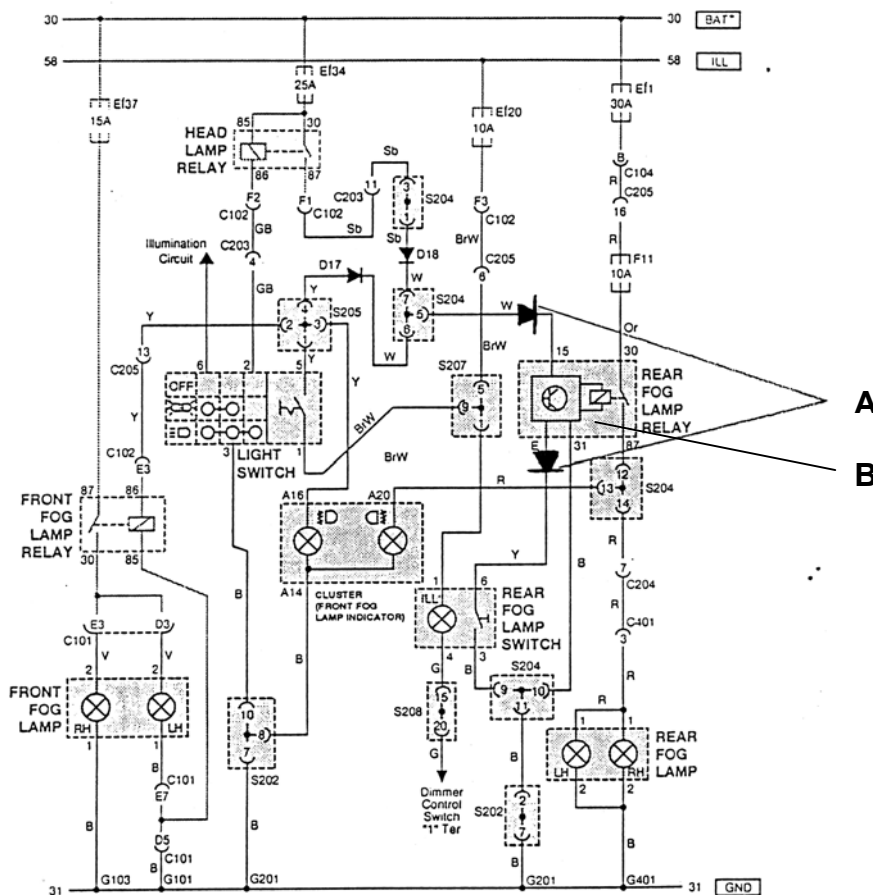 30
30 BAT⁺
58
58 ILL
Ef37
15A
Ef34
25A
Ef20
10A
Ef1
30A
HEAD
LAMP
RELAY
85
30
86
87
F2
C102
GB
C203
4
GB
F1
C102
Sb
11
C203
Sb
3
1
S204
Sb
D18
W
F3
C102
BrW
C205
6
BrW
B
C104
R
C205
16
R
F11
10A
Or
Illumination
Circuit
D17
Y
4
2
3
1
S205
Y
W
7
5
6
S204
W
15
30
REAR
FOG
LAMP
RELAY
E
31
87
A
B
Y
13
C205
Y
C102
E3
6
2
5
OFF
3
1
LIGHT
SWITCH
Y
BrW
S207
5
9
BrW
12
13
14
S204
87
86
FRONT
FOG
LAMP
RELAY
30
85
A16
A20
R
A14
CLUSTER
(FRONT FOG
LAMP INDICATOR)
R
7
C204
R
C401
3
R
Y
B
1
6
ILL
REAR
FOG
LAMP
SWITCH
4
3
G
B
S204
9
10
11
E3
D3
C101
V
V
2
2
FRONT
FOG
LAMP
RH
LH
1
1
B
C101
E7
D5
C101
B
B
B
B
10
8
7
S202
B
S208
15
20
G
Dimmer
Control
Switch
"1" Ter
B
S202
2
7
B
R
1
1
REAR
FOG
LAMP
LH
RH
2
2
B
31
G103
G101
G201
G201
G401
31 GND